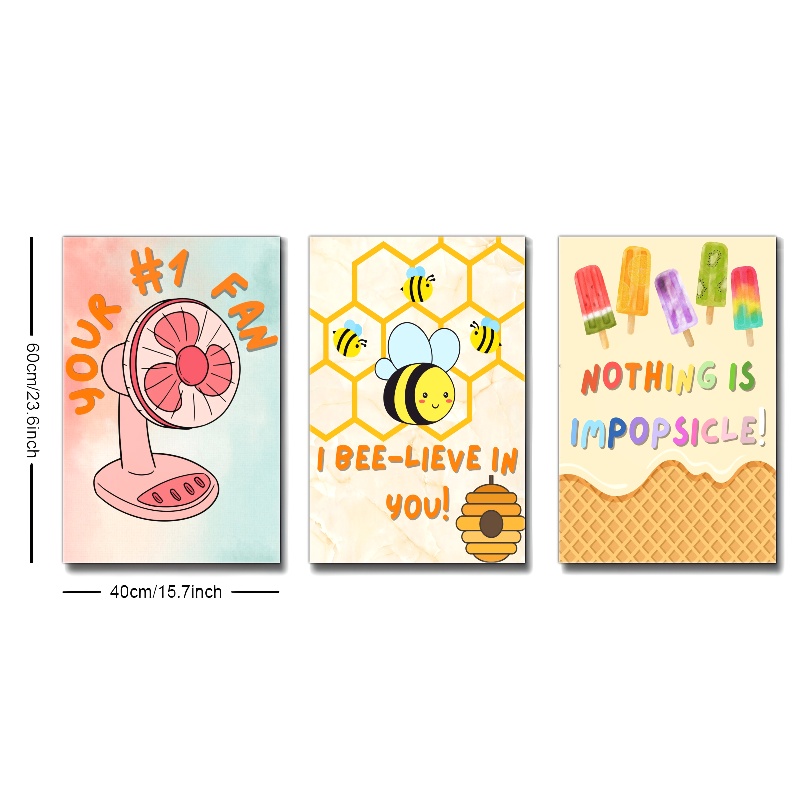 YOUR #1 FAN
I BEE-LIEVE IN
YOU!
NOTHING IS
IMPOPSICLE!
60cm/23.6inch
40cm/15.7inch